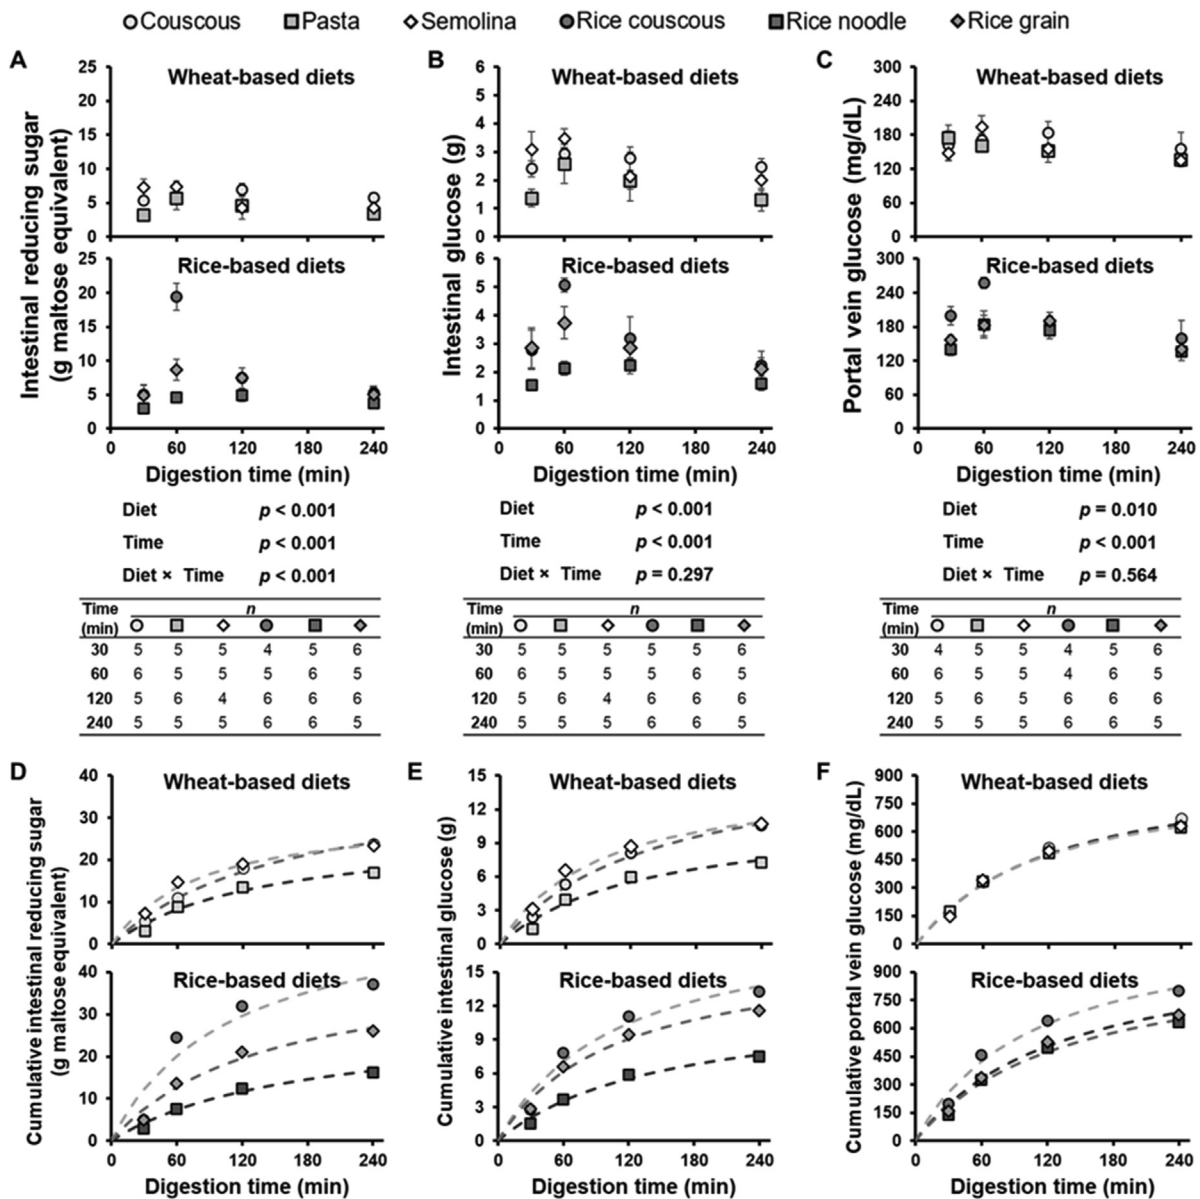 Couscous Pasta Semolina Rice couscous Rice noodle Rice grain
A
Intestinal reducing sugar
(g maltose equivalent)
Wheat-based diets
25
20
15
10
5
0
Rice-based diets
25
20
15
10
5
0
0 60 120 180 240
Digestion time (min)
Diet p < 0.001
Time p < 0.001
Diet × Time p < 0.001
Time n
(min)
30 5 5 5 4 5 6
60 6 5 5 5 6 5
120 5 6 4 6 6 6
240 5 5 5 6 6 5
B
Intestinal glucose (g)
Wheat-based diets
6
5
4
3
2
1
0
Rice-based diets
6
5
4
3
2
1
0
0 60 120 180 240
Digestion time (min)
Diet p < 0.001
Time p < 0.001
Diet × Time p = 0.297
Time n
(min)
30 5 5 5 5 5 6
60 6 5 5 5 6 5
120 5 6 4 6 6 6
240 5 5 5 6 6 5
C
Portal vein glucose (mg/dL)
Wheat-based diets
300
240
180
120
60
0
Rice-based diets
300
240
180
120
60
0
0 60 120 180 240
Digestion time (min)
Diet p = 0.010
Time p < 0.001
Diet × Time p = 0.564
Time n
(min)
30 4 5 5 4 5 6
60 6 5 5 4 6 5
120 5 6 5 6 6 6
240 5 5 5 6 6 5
D
Cumulative intestinal reducing sugar
(g maltose equivalent)
Wheat-based diets
40
30
20
10
0
Rice-based diets
40
30
20
10
0
0 60 120 180 240
Digestion time (min)
E
Cumulative intestinal glucose (g)
Wheat-based diets
15
12
9
6
3
0
Rice-based diets
15
12
9
6
3
0
0 60 120 180 240
Digestion time (min)
F
Cumulative portal vein glucose (mg/dL)
Wheat-based diets
900
750
600
450
300
150
0
Rice-based diets
900
750
600
450
300
150
0
0 60 120 180 240
Digestion time (min)